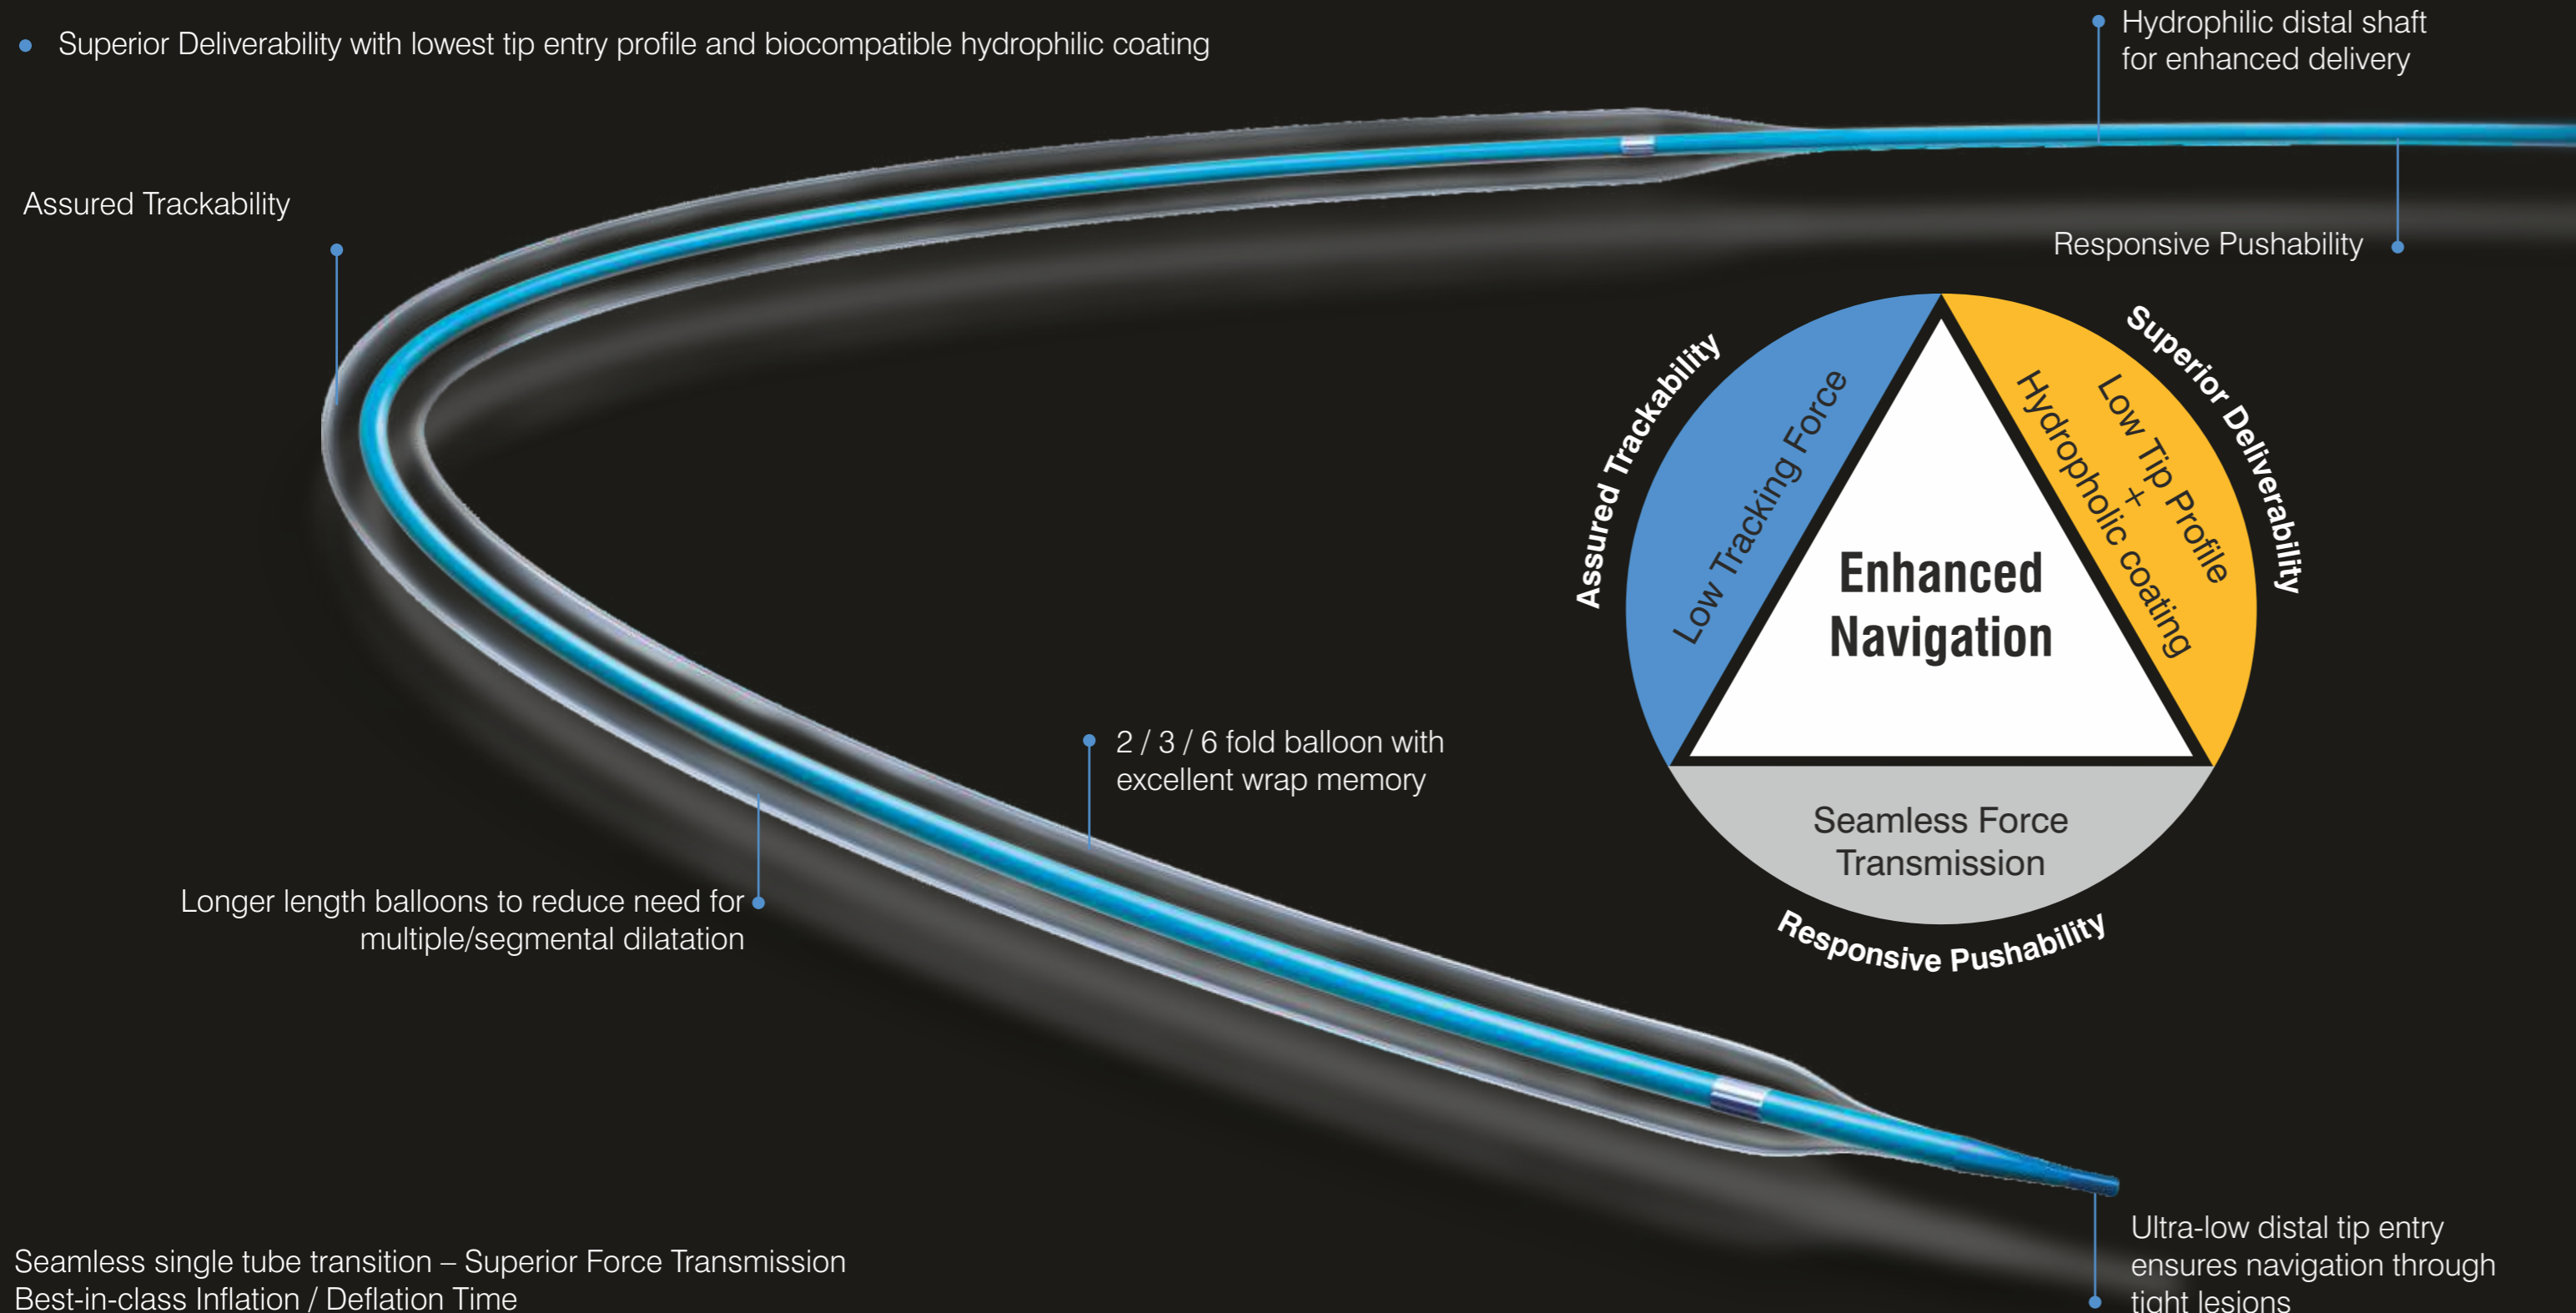 Superior Deliverability with lowest tip entry profile and biocompatible hydrophilic coating
Hydrophilic distal shaft
for enhanced delivery
Assured Trackability
Responsive Pushability
Assured Trackability
Low Tracking Force
Superior Deliverability
Low Tip Profile
+
Hydropholic coating
Enhanced
Navigation
Seamless Force
Transmission
Responsive Pushability
2 / 3 / 6 fold balloon with
excellent wrap memory
Longer length balloons to reduce need for
multiple/segmental dilatation
Seamless single tube transition – Superior Force Transmission
Best-in-class Inflation / Deflation Time
Ultra-low distal tip entry
ensures navigation through
tight lesions